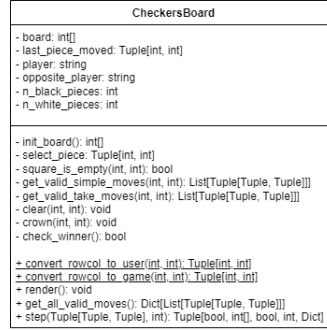 CheckersBoard
- board: int[]
- last_piece_moved: Tuple[int, int]
- player: string
- opposite_player: string
- n_black_pieces: int
- n_white_pieces: int
- init_board(): int[]
- select_piece: Tuple[int, int]
- square_is_empty(int, int): bool
- get_valid_simple_moves(int, int): List[Tuple[Tuple, Tuple]]]
- get_valid_take_moves(int, int): List[Tuple[Tuple, Tuple]]]
- clear(int, int): void
- crown(int, int): void
- check_winner(): bool
+ convert_rowcol_to_user(int, int): Tuple[int, int]
+ convert_rowcol_to_game(int, int): Tuple[int, int]
+ render(): void
+ get_all_valid_moves(): Dict[List[Tuple[Tuple, Tuple]]]
+ step(Tuple[Tuple, Tuple], int): Tuple[bool, int[], bool, int, Dict]